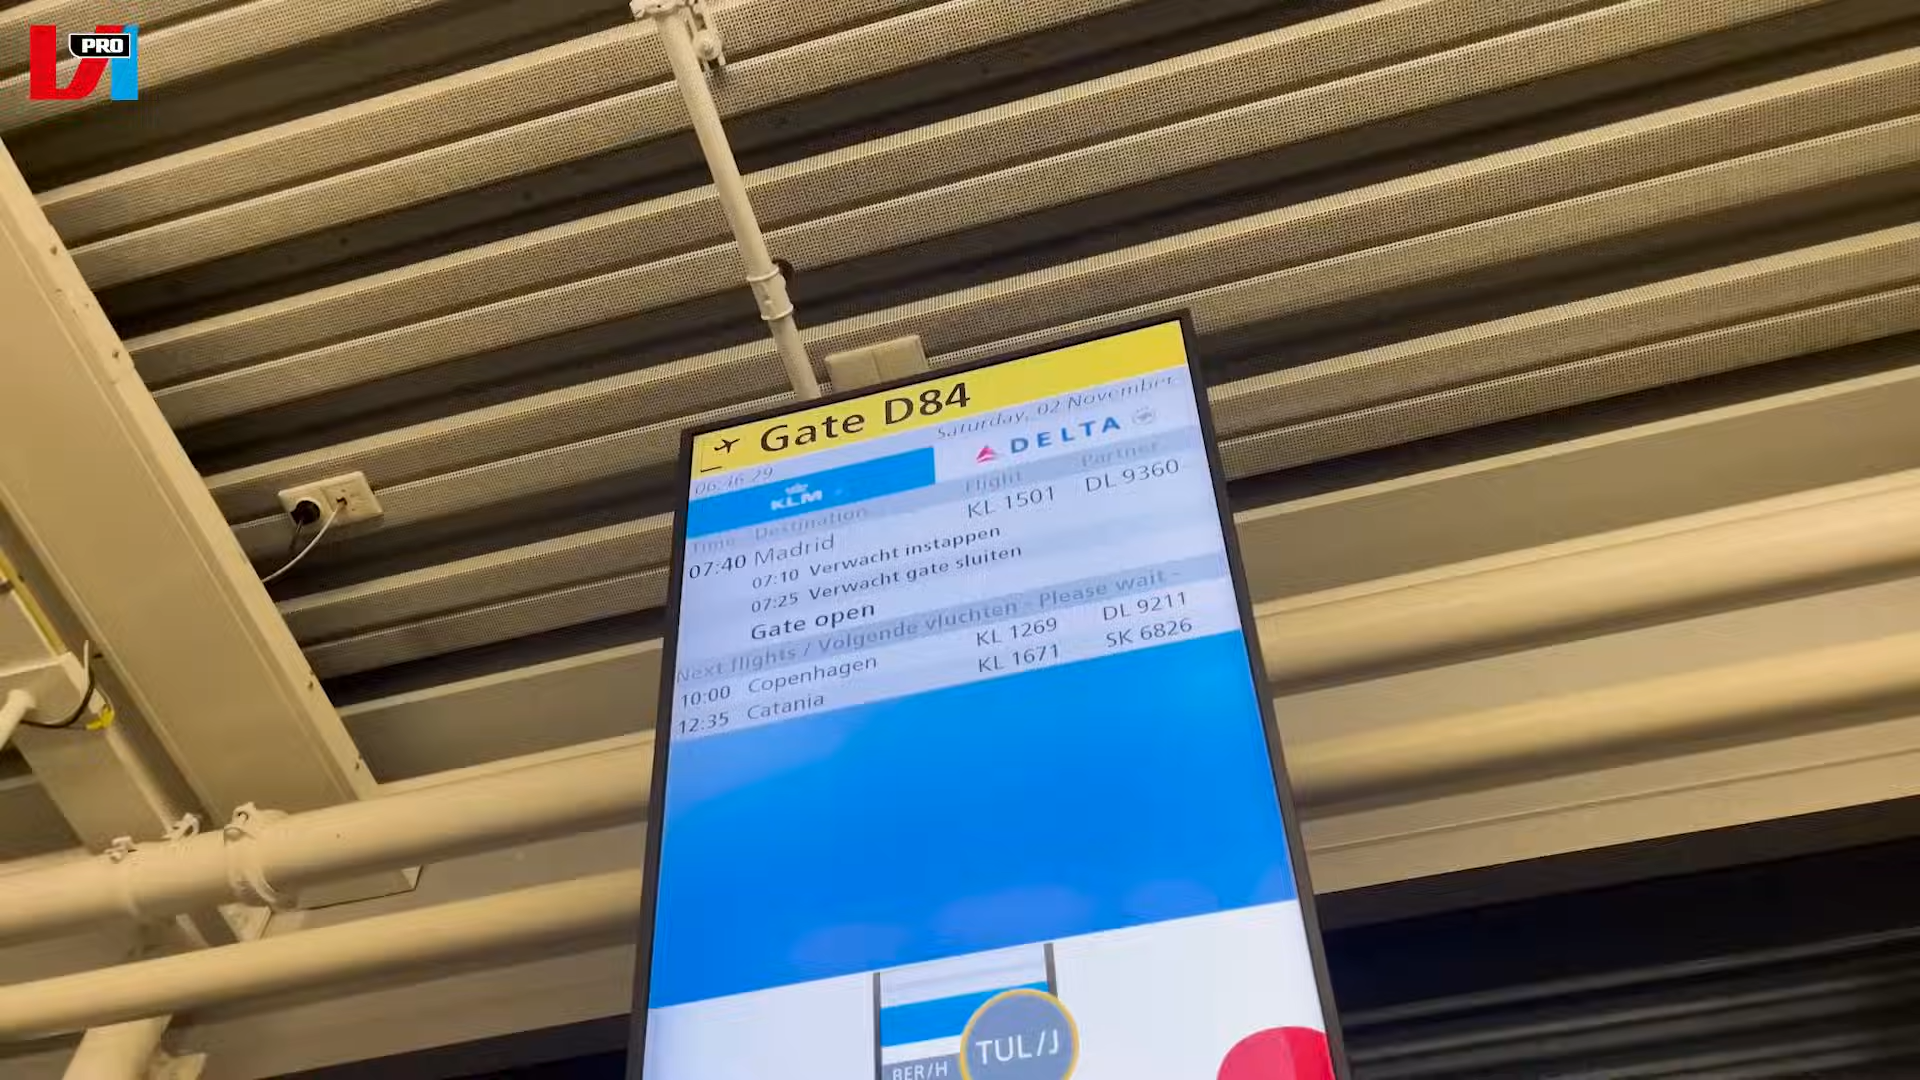 PRO
Gate D84
Saturday, 02 November
06:46:29
KLM
DELTA
Time Destination Flight Partner
07:40 Madrid KL 1501 DL 9360
07:10 Verwacht instappen
07:25 Verwacht gate sluiten
Gate open
Next flights / Volgende vluchten - Please wait -
10:00 Copenhagen KL 1269 DL 9211
12:35 Catania KL 1671 SK 6826
TUL/J
BER/H